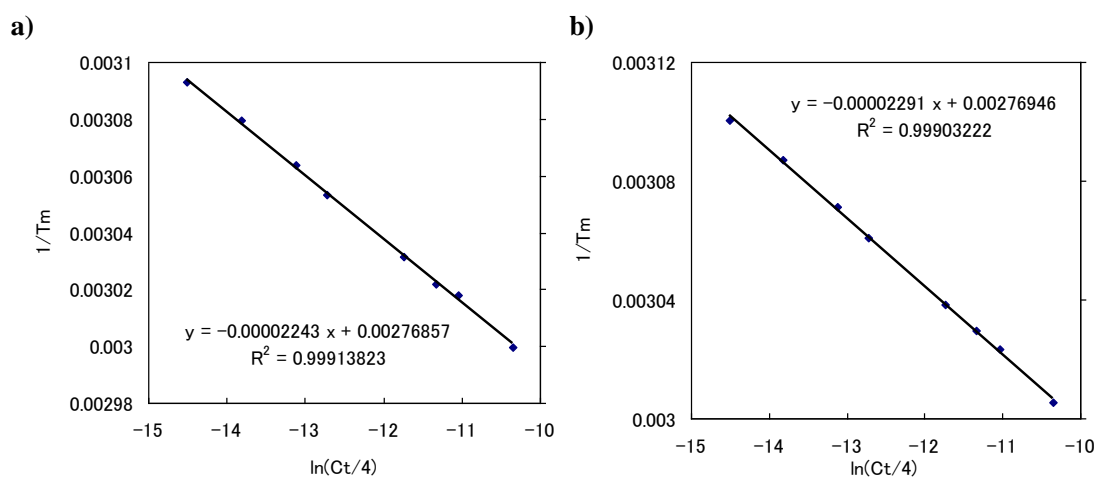 a)
0.0031
0.00308
0.00306
0.00304
0.00302
0.003
0.00298
1/Tm
y = −0.00002243 x + 0.00276857
R² = 0.99913823
−15 −14 −13 −12 −11 −10
ln(Ct/4)
b)
0.00312
0.00308
0.00304
0.003
1/Tm
y = −0.00002291 x + 0.00276946
R² = 0.99903222
−15 −14 −13 −12 −11 −10
ln(Ct/4)